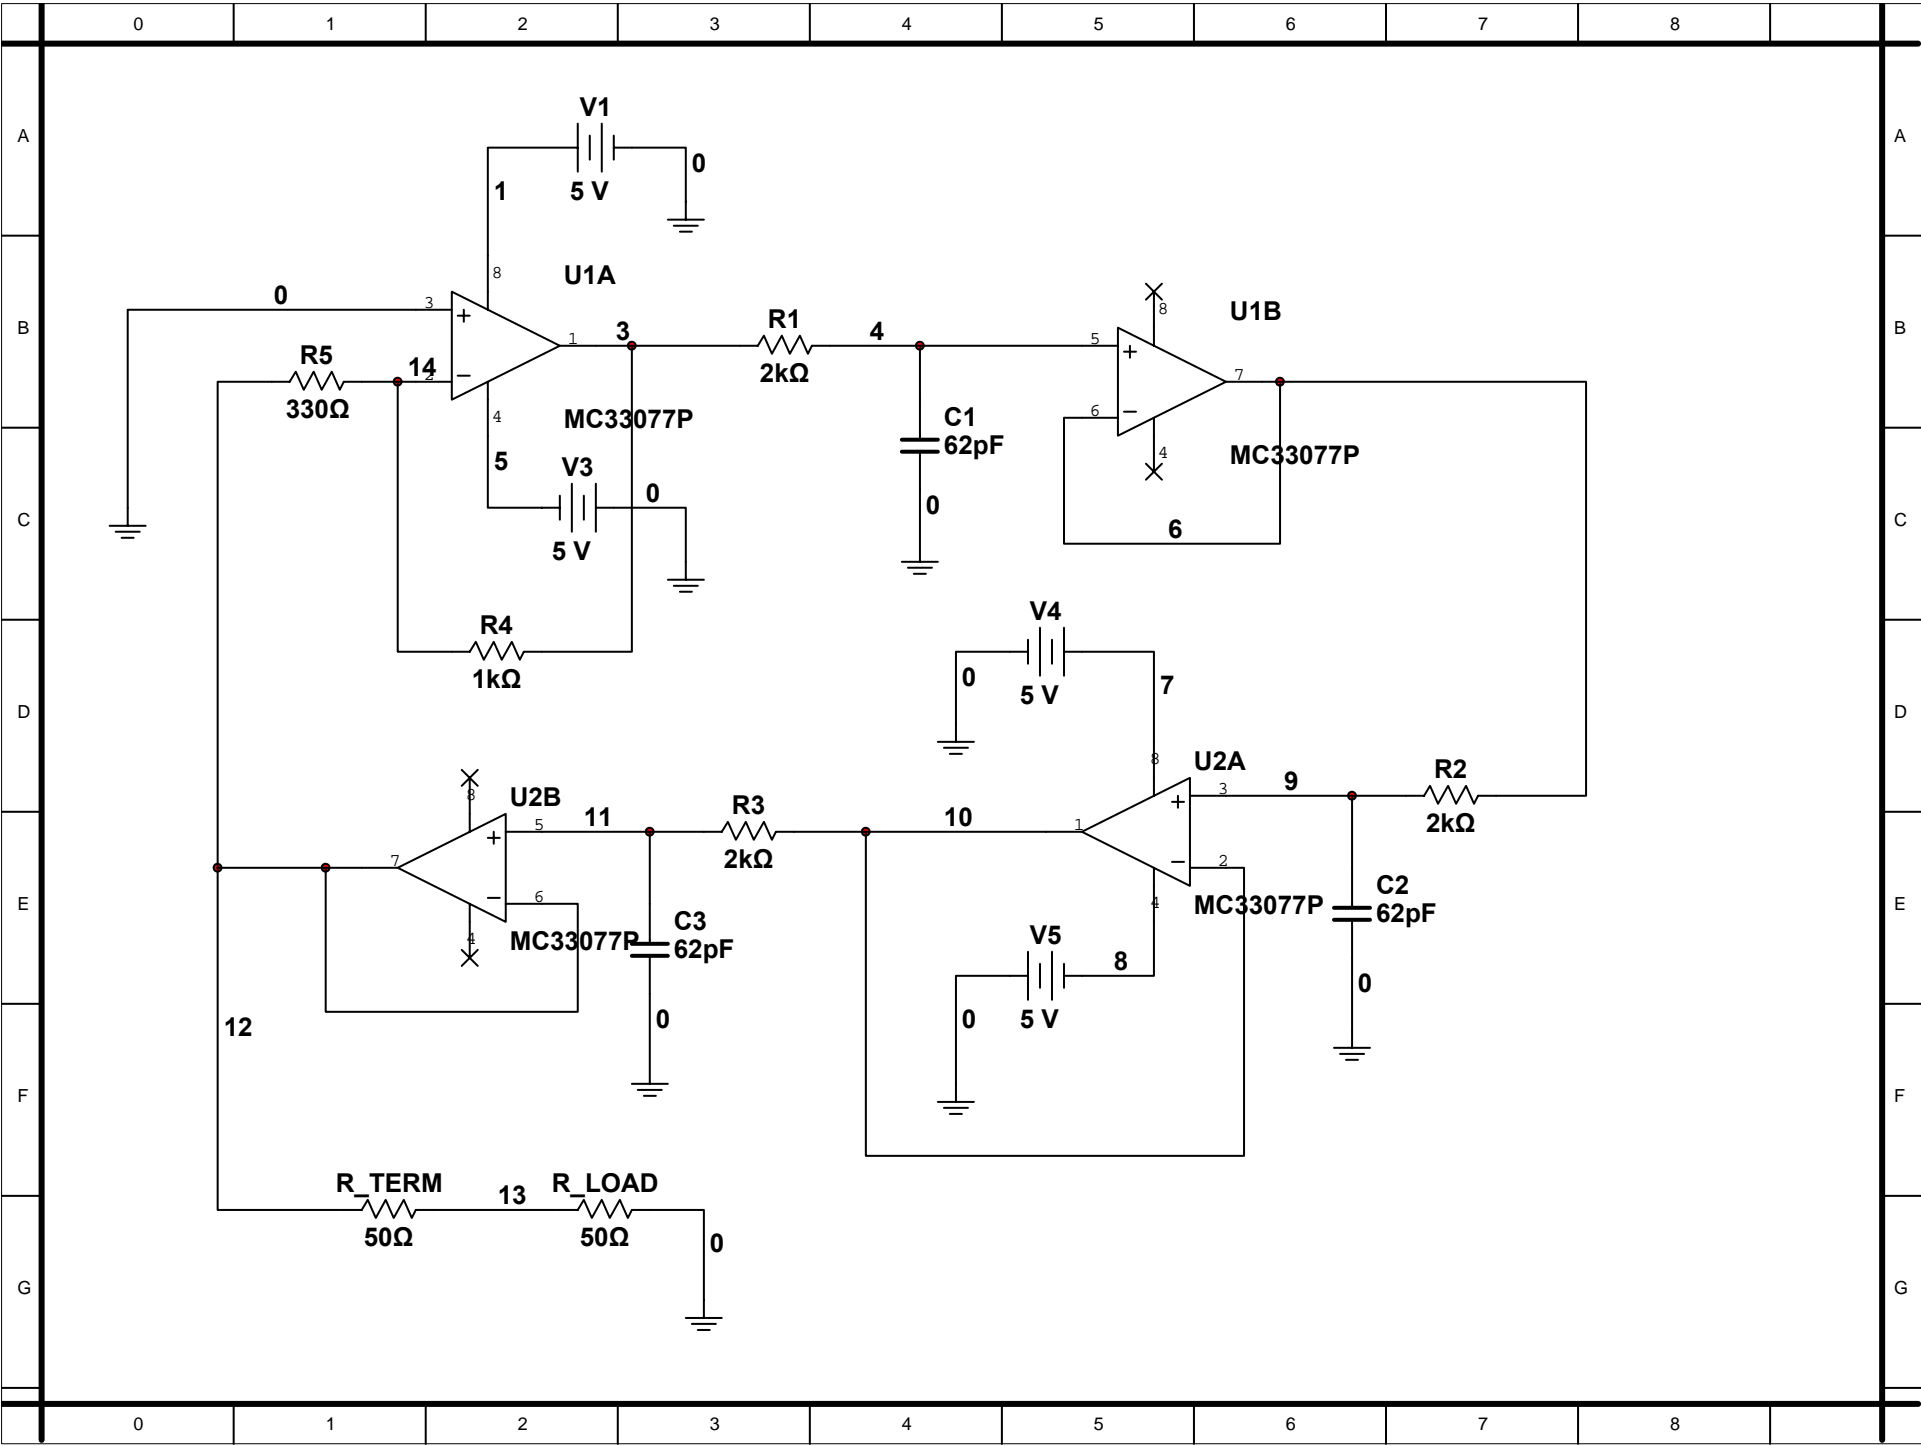 0 1 2 3 4 5 6 7 8
A A
V1
0
1
5 V
8
U1A
0
3
+
1
3
R1
2kΩ
4
5
+
8
U1B
B B
R5
330Ω
14
2
−
4
MC33077P
C1
62pF
6
−
7
4
MC33077P
5
V3
0
5 V
0
6
C C
R4
1kΩ
V4
0
5 V
7
D D
8
U2A
9
3
+
R2
2kΩ
8
U2B
11
5
+
R3
2kΩ
10
1
7
−
2
6
−
4
MC33077P
C3
62pF
4
MC33077P
C2
62pF
E E
V5
8
5 V
0
0
0
12
F F
R_TERM
50Ω
13
R_LOAD
50Ω
0
G G
0 1 2 3 4 5 6 7 8